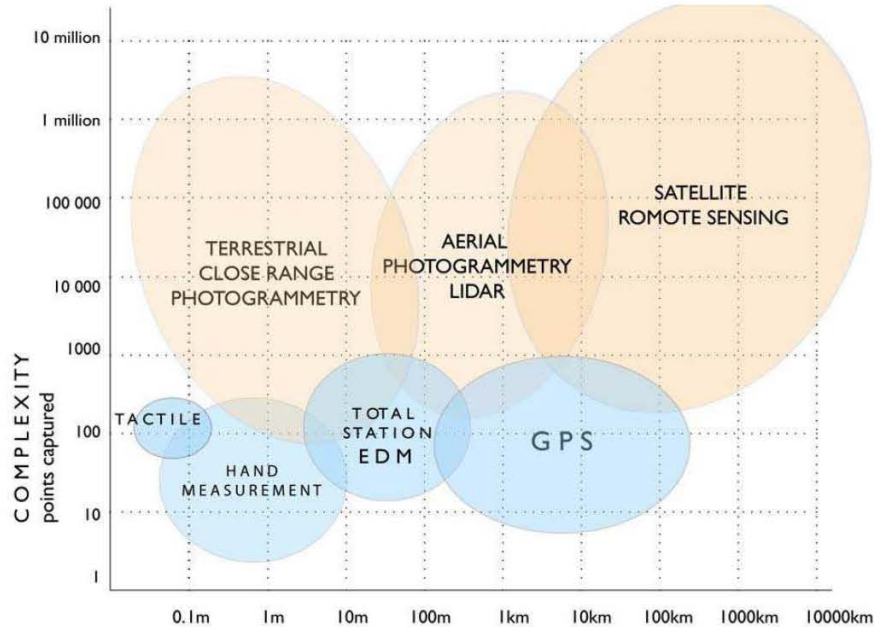 10 million
1 million
100 000
10 000
1000
100
10
1
COMPLEXITY
points captured
TERRESTRIAL
CLOSE RANGE
PHOTOGRAMMETRY
AERIAL
PHOTOGRAMMETRY
LIDAR
SATELLITE
ROMOTE SENSING
TACTILE
HAND
MEASUREMENT
TOTAL
STATION
EDM
GPS
0.1m 1m 10m 100m 1km 10km 100km 1000km 10000km